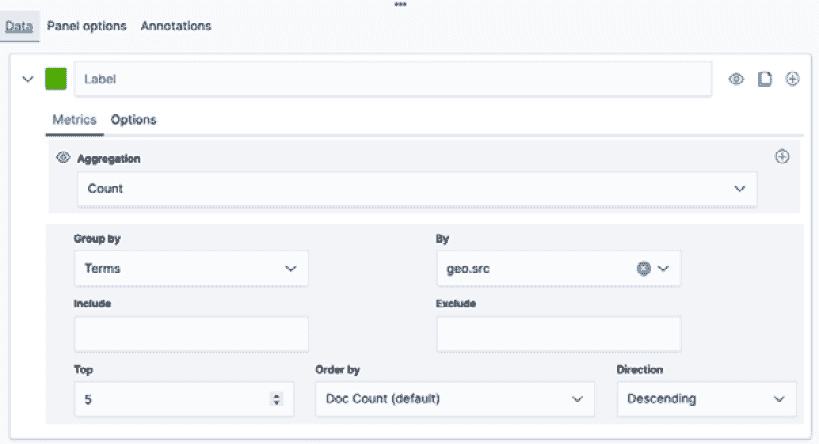 Data Panel options Annotations
Label
Metrics Options
Aggregation
Count
Group by By
Terms geo.src
Include Exclude
Top Order by Direction
5 Doc Count (default) Descending